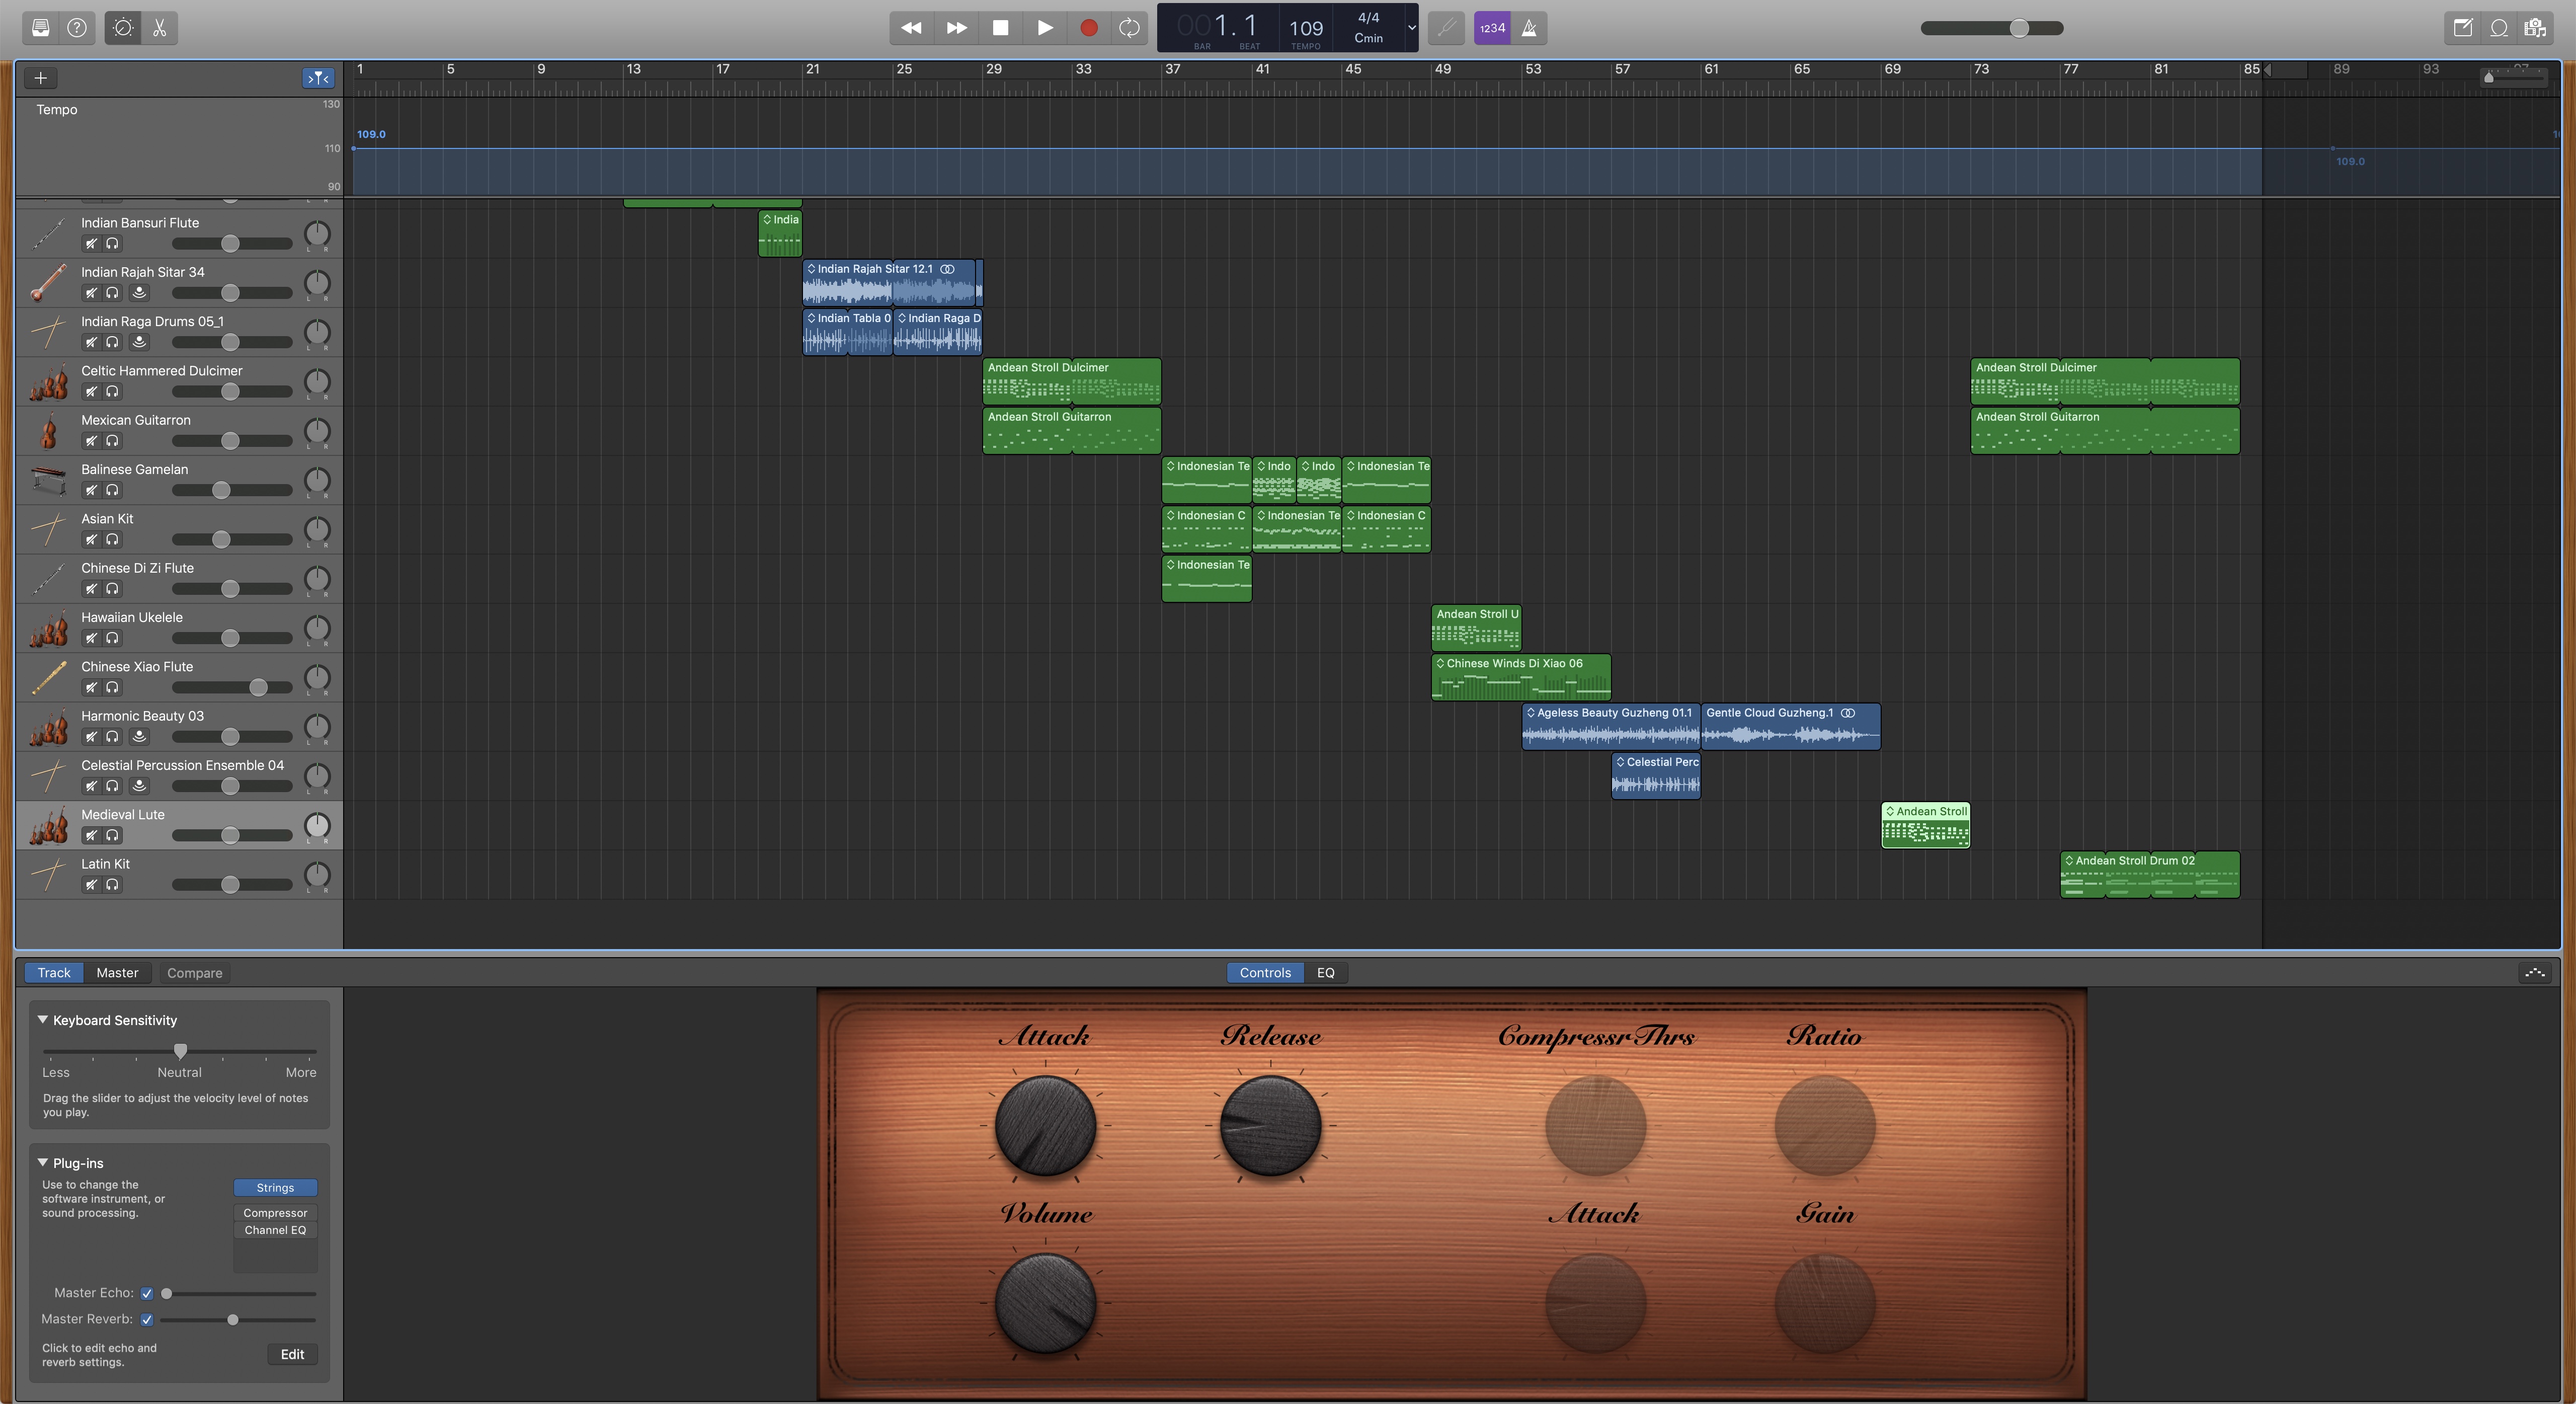 001.1
109
4/4
Cmin
BAR
BEAT
TEMPO
1234
1 5 9 13 17 21 25 29 33 37 41 45 49 53 57 61 65 69 73 77 81 85 89 93 97
Tempo
130
110
90
109.0
109.0
Indian Bansuri Flute
L R
India
Indian Rajah Sitar 34
L R
Indian Rajah Sitar 12.1
Indian Raga Drums 05_1
L R
Indian Tabla 0
Indian Raga D
Celtic Hammered Dulcimer
L R
Andean Stroll Dulcimer
Andean Stroll Dulcimer
Mexican Guitarron
L R
Andean Stroll Guitarron
Andean Stroll Guitarron
Balinese Gamelan
L R
Indonesian Te
Indo
Indo
Indonesian Te
Asian Kit
L R
Indonesian C
Indonesian Te
Indonesian C
Chinese Di Zi Flute
L R
Indonesian Te
Hawaiian Ukelele
L R
Andean Stroll U
Chinese Xiao Flute
L R
Chinese Winds Di Xiao 06
Harmonic Beauty 03
L R
Ageless Beauty Guzheng 01.1
Gentle Cloud Guzheng.1
Celestial Percussion Ensemble 04
L R
Celestial Perc
Medieval Lute
L R
Andean Stroll
Latin Kit
L R
Andean Stroll Drum 02
Track
Master
Compare
Controls
EQ
Keyboard Sensitivity
Less
Neutral
More
Drag the slider to adjust the velocity level of notes
you play.
Plug-ins
Use to change the
software instrument, or
sound processing.
Strings
Compressor
Channel EQ
Master Echo:
Master Reverb:
Click to edit echo and
reverb settings.
Edit
Attack
Release
CompressrThrs
Ratio
Volume
Attack
Gain